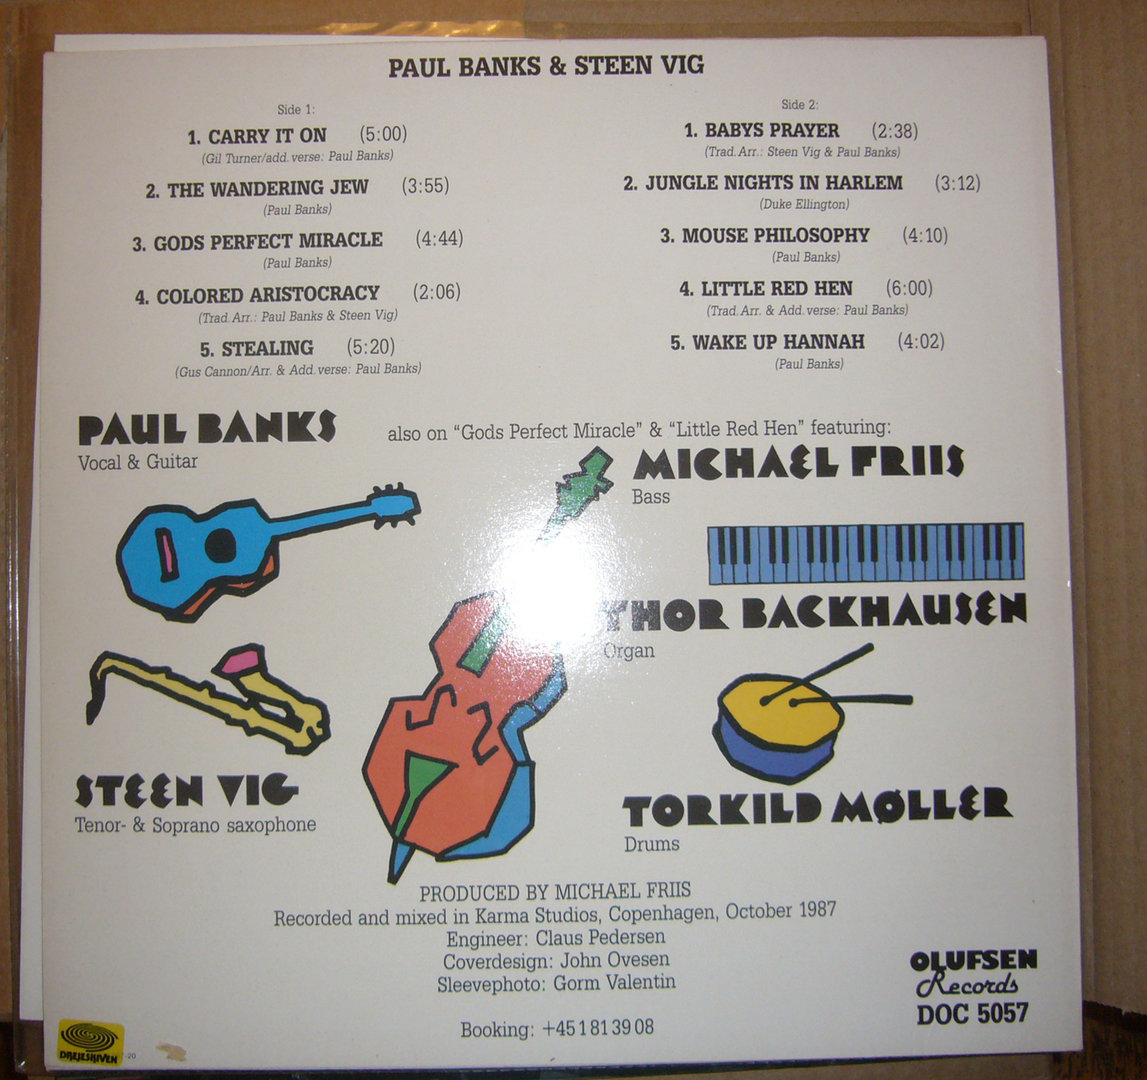 PAUL BANKS & STEEN VIG
Side 1:
1. CARRY IT ON (5:00)
(Gil Turner/add. verse: Paul Banks)
2. THE WANDERING JEW (3:55)
(Paul Banks)
3. GODS PERFECT MIRACLE (4:44)
(Paul Banks)
4. COLORED ARISTOCRACY (2:06)
(Trad. Arr.: Paul Banks & Steen Vig)
5. STEALING (5:20)
(Gus Cannon/Arr. & Add. verse: Paul Banks)
Side 2:
1. BABYS PRAYER (2:38)
(Trad. Arr.: Steen Vig & Paul Banks)
2. JUNGLE NIGHTS IN HARLEM (3:12)
(Duke Ellington)
3. MOUSE PHILOSOPHY (4:10)
(Paul Banks)
4. LITTLE RED HEN (6:00)
(Trad. Arr. & Add. verse: Paul Banks)
5. WAKE UP HANNAH (4:02)
(Paul Banks)
PAUL BANKS
Vocal & Guitar
also on “Gods Perfect Miracle” & “Little Red Hen” featuring:
MICHAEL FRIIS
Bass
THOR BACKHAUSEN
Organ
STEEN VIG
Tenor- & Soprano saxophone
TORKILD MØLLER
Drums
PRODUCED BY MICHAEL FRIIS
Recorded and mixed in Karma Studios, Copenhagen, October 1987
Engineer: Claus Pedersen
Coverdesign: John Ovesen
Sleevephoto: Gorm Valentin
Booking: +451 81 39 08
OLUFSEN
Records
DOC 5057
DREJESKIVEN
-20